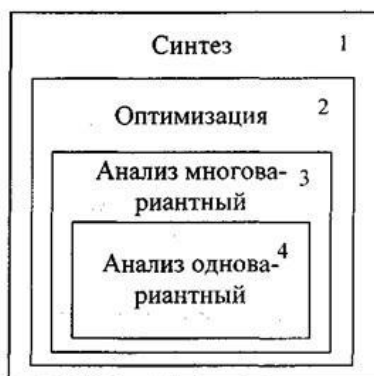 Синтез 1
Оптимизация 2
Анализ многова- 3
риантный
Анализ однова- 4
риантный